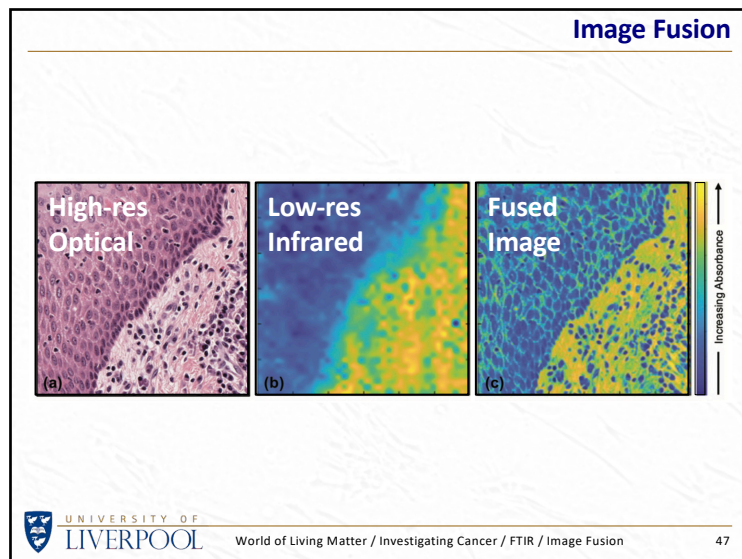 Image Fusion
High-res
Optical
(a)
Low-res
Infrared
(b)
Fused
Image
(c)
Increasing Absorbance
UNIVERSITY OF
LIVERPOOL
World of Living Matter / Investigating Cancer / FTIR / Image Fusion
47